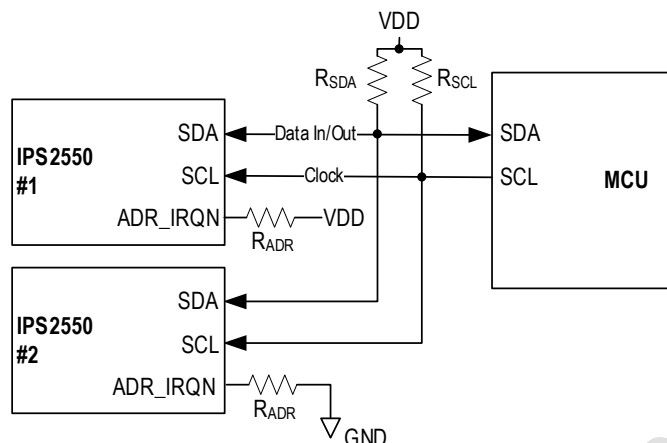 VDD
RSDA
RSCL
IPS2550
#1
SDA
SCL
ADR_IRQN
Data In/Out
Clock
RADR
VDD
SDA
SCL
MCU
IPS2550
#2
SDA
SCL
ADR_IRQN
RADR
GND